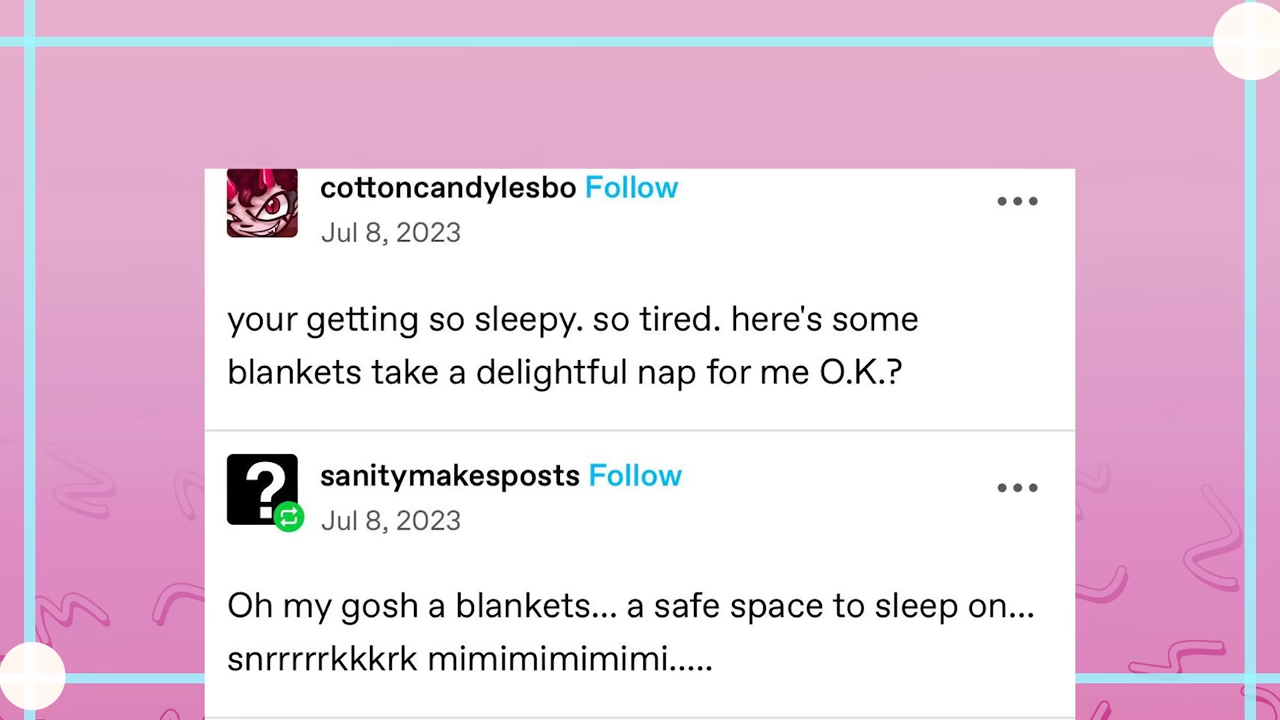 cottoncandylesbo Follow
Jul 8, 2023
your getting so sleepy. so tired. here's some
blankets take a delightful nap for me O.K.?
?
sanitymakesposts Follow
Jul 8, 2023
Oh my gosh a blankets... a safe space to sleep on...
snrrrrrkkkrk mimimimimimi.....